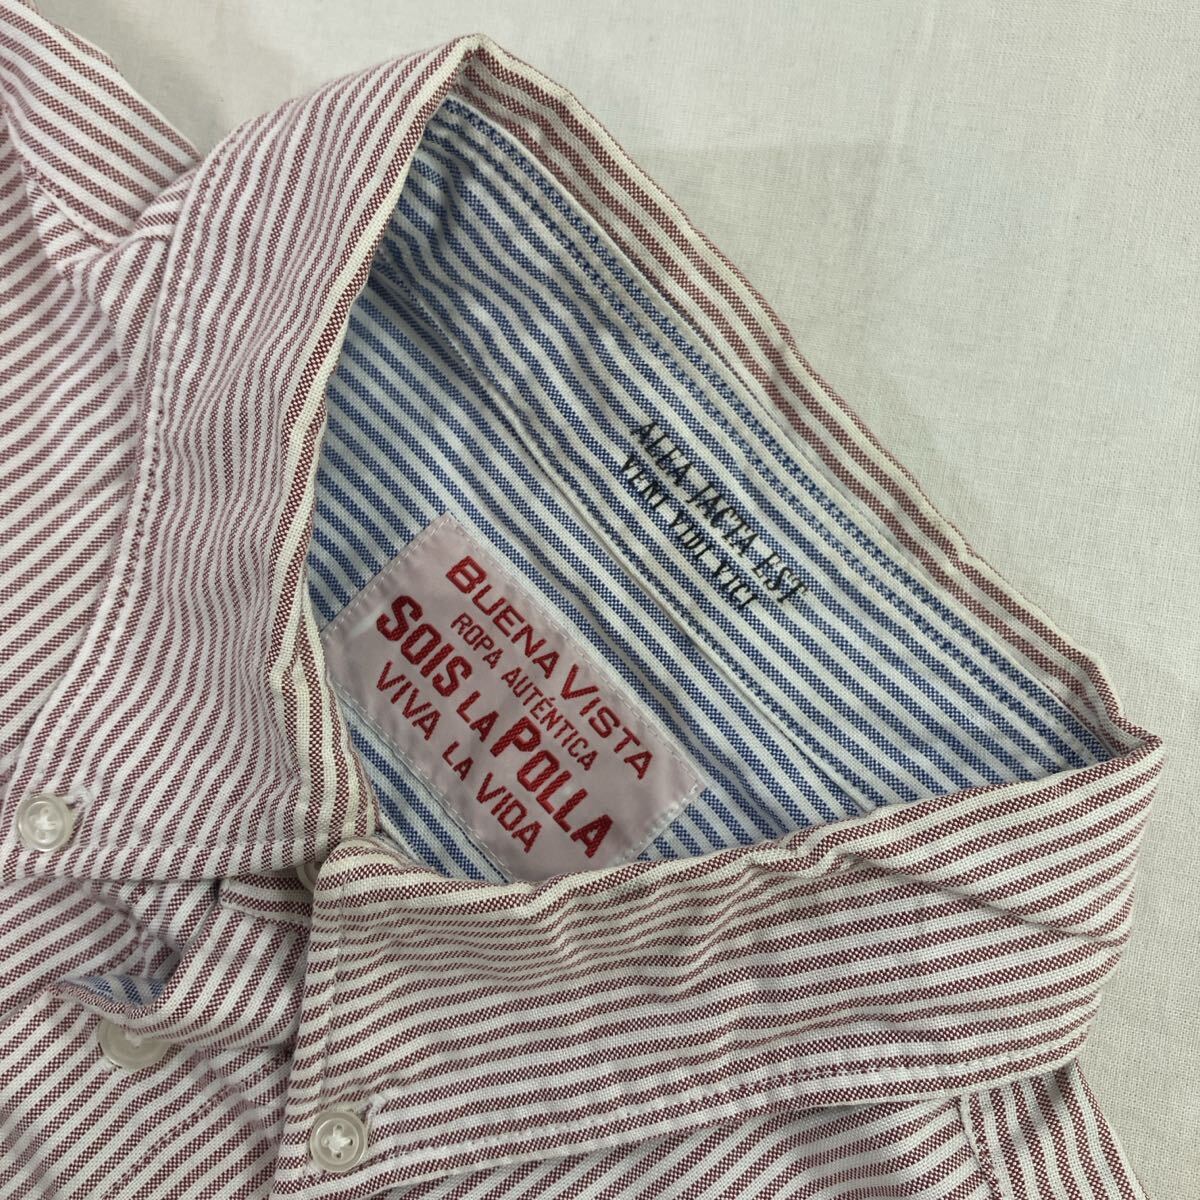 ALEA JACTA EST
VENI VIDI VICI
BUENA VISTA
ROPA AUTÉNTICA
SOIS LA POLLA
VIVA LA VIDA